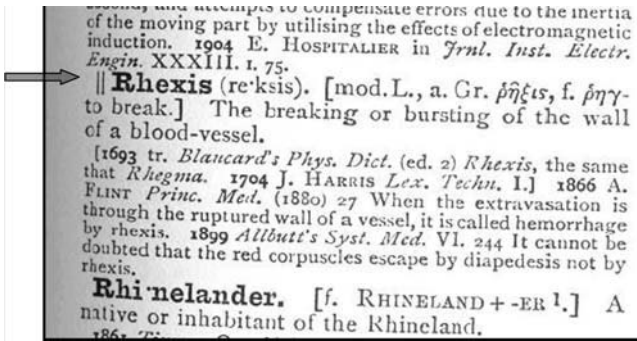 second, and attempts to compensate errors due to the inertia
of the moving part by utilising the effects of electromagnetic
induction. 1904 E. HOSPITALIER in Jrnl. Inst. Electr.
Engin. XXXIII. I. 75.
‖ Rhexis (re·ksis). [mod.L., a. Gr. ῥῆξις, f. ῥηγ-
to break.] The breaking or bursting of the wall
of a blood-vessel.
[1693 tr. Blancard's Phys. Dict. (ed. 2) Rhexis, the same
that Rhegma. 1704 J. HARRIS Lex. Techn. I.] 1866 A.
FLINT Princ. Med. (1880) 27 When the extravasation is
through the ruptured wall of a vessel, it is called hemorrhage
by rhexis. 1899 Allbutt's Syst. Med. VI. 244 It cannot be
doubted that the red corpuscles escape by diapedesis not by
rhexis.
Rhi·nelander. [f. RHINELAND + -ER ¹.] A
native or inhabitant of the Rhineland.
1861